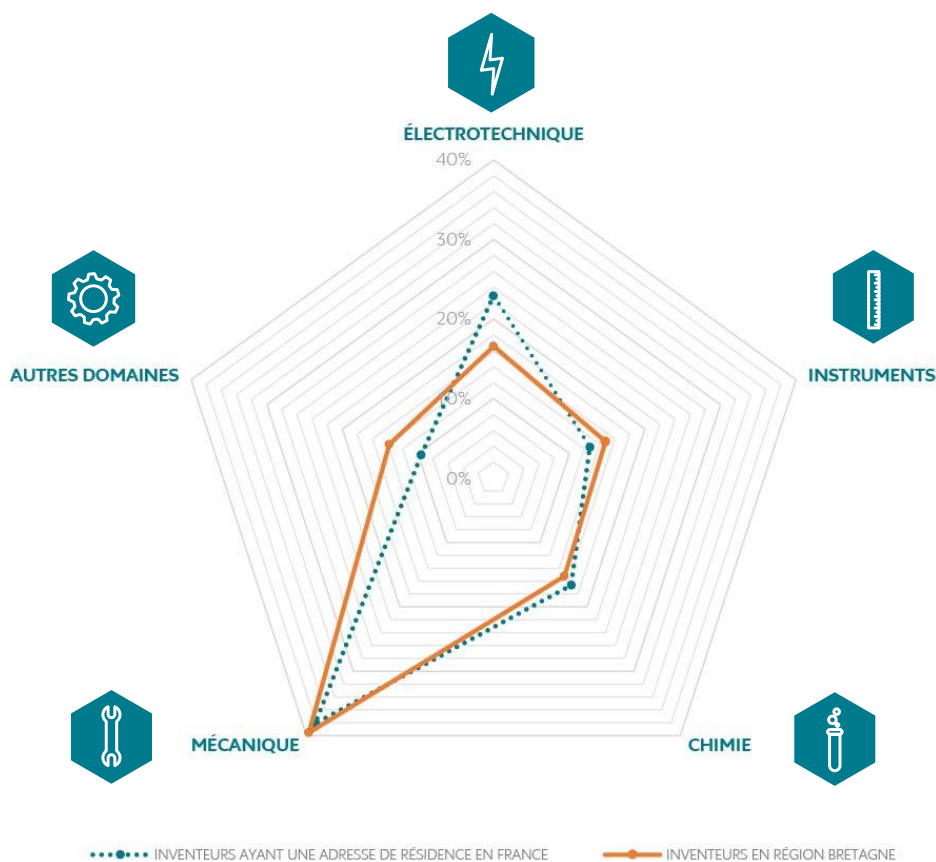 ÉLECTROTECHNIQUE
40%
30%
20%
0%
0%
AUTRES DOMAINES
INSTRUMENTS
MÉCANIQUE
CHIMIE
INVENTEURS AYANT UNE ADRESSE DE RÉSIDENCE EN FRANCE
INVENTEURS EN RÉGION BRETAGNE